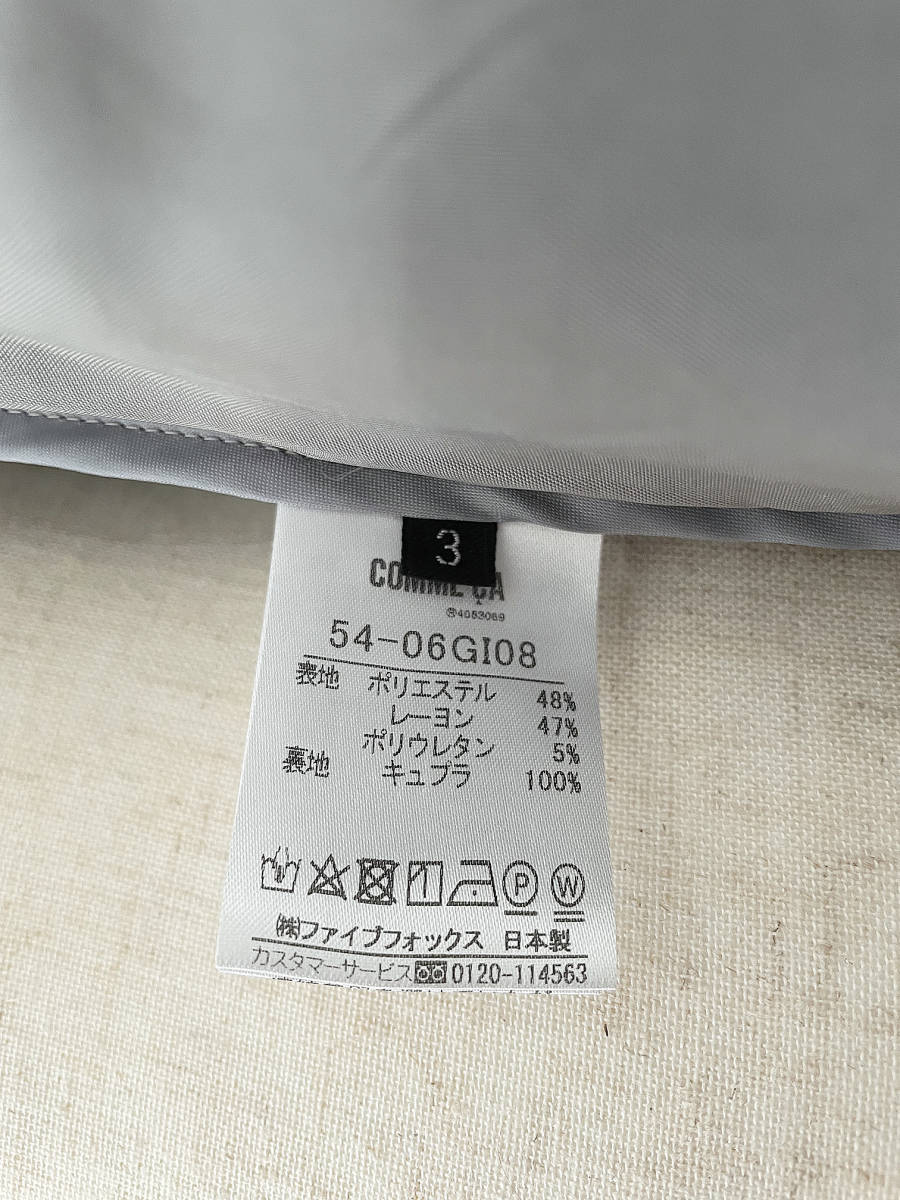 3
COMME ÇA
®4053069
54-06GI08
表地 ポリエステル 48%
レーヨン 47%
ポリウレタン 5%
裏地 キュプラ 100%
P W
㈱ファイブフォックス 日本製
カスタマーサービス 0120-114563